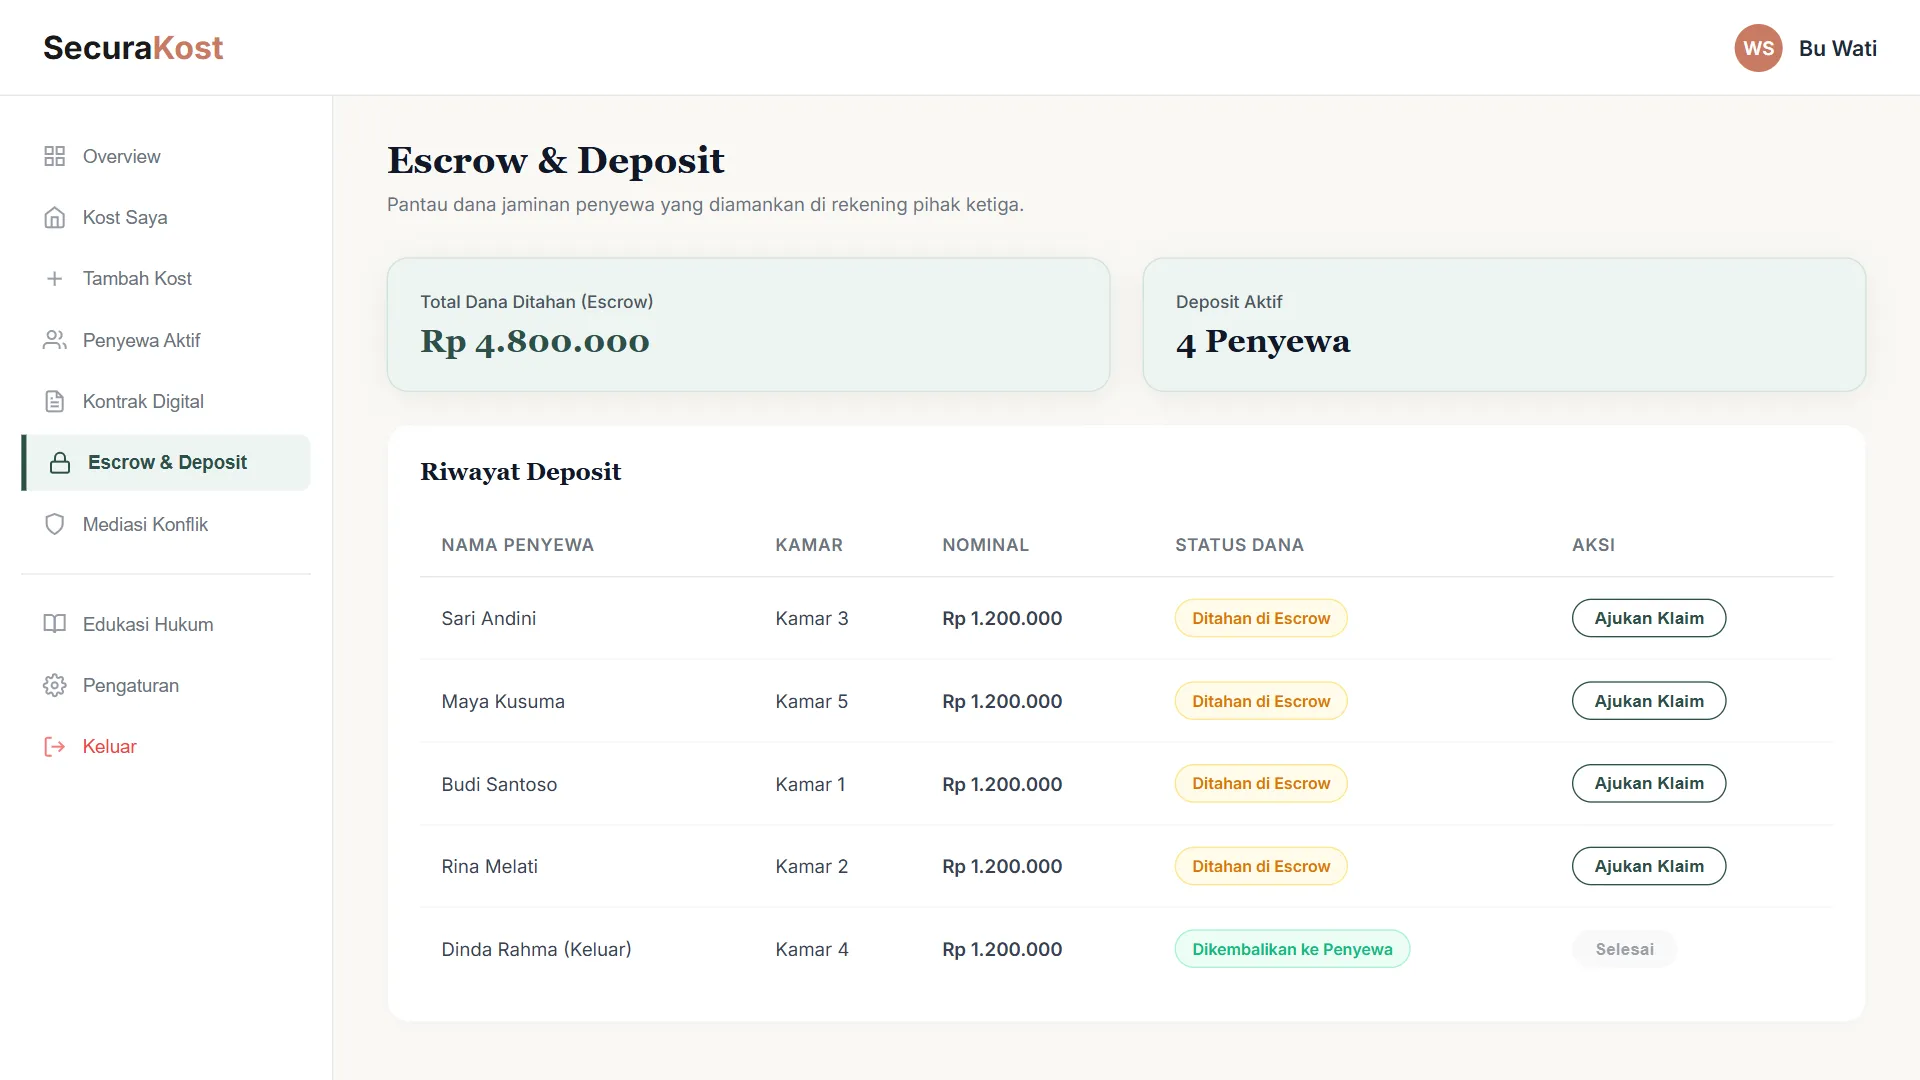 SecuraKost
WS Bu Wati
Overview
Kost Saya
Tambah Kost
Penyewa Aktif
Kontrak Digital
Escrow & Deposit
Mediasi Konflik
Edukasi Hukum
Pengaturan
Keluar
Escrow & Deposit
Pantau dana jaminan penyewa yang diamankan di rekening pihak ketiga.
Total Dana Ditahan (Escrow)
Rp 4.800.000
Deposit Aktif
4 Penyewa
Riwayat Deposit
NAMA PENYEWA KAMAR NOMINAL STATUS DANA AKSI
Sari Andini Kamar 3 Rp 1.200.000 Ditahan di Escrow Ajukan Klaim
Maya Kusuma Kamar 5 Rp 1.200.000 Ditahan di Escrow Ajukan Klaim
Budi Santoso Kamar 1 Rp 1.200.000 Ditahan di Escrow Ajukan Klaim
Rina Melati Kamar 2 Rp 1.200.000 Ditahan di Escrow Ajukan Klaim
Dinda Rahma (Keluar) Kamar 4 Rp 1.200.000 Dikembalikan ke Penyewa Selesai